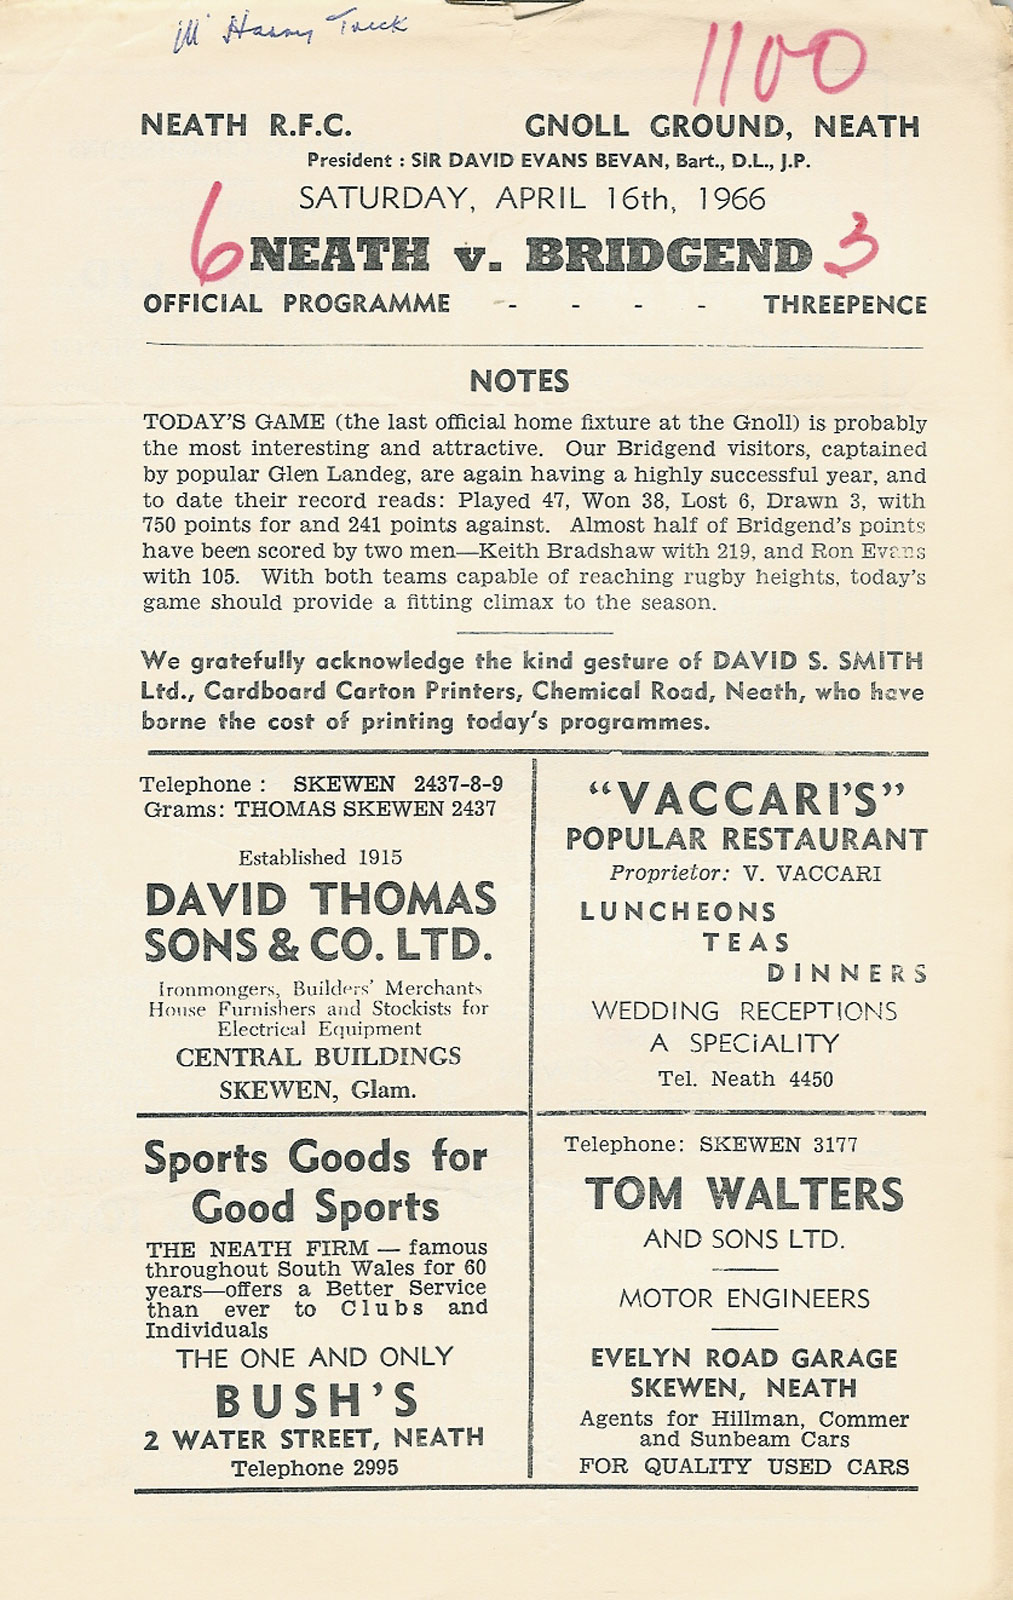 Mr Harry Trick
1100
NEATH R.F.C. GNOLL GROUND, NEATH
President : SIR DAVID EVANS BEVAN, Bart., D.L., J.P.
SATURDAY, APRIL 16th, 1966
6 NEATH v. BRIDGEND 3
OFFICIAL PROGRAMME - - - - THREEPENCE
NOTES
TODAY'S GAME (the last official home fixture at the Gnoll) is probably
the most interesting and attractive. Our Bridgend visitors, captained
by popular Glen Landeg, are again having a highly successful year, and
to date their record reads: Played 47, Won 38, Lost 6, Drawn 3, with
750 points for and 241 points against. Almost half of Bridgend's points
have been scored by two men—Keith Bradshaw with 219, and Ron Evans
with 105. With both teams capable of reaching rugby heights, today's
game should provide a fitting climax to the season.
We gratefully acknowledge the kind gesture of DAVID S. SMITH
Ltd., Cardboard Carton Printers, Chemical Road, Neath, who have
borne the cost of printing today's programmes.
Telephone : SKEWEN 2437-8-9
Grams: THOMAS SKEWEN 2437
Established 1915
DAVID THOMAS
SONS & CO. LTD.
Ironmongers, Builders' Merchants
House Furnishers and Stockists for
Electrical Equipment
CENTRAL BUILDINGS
SKEWEN, Glam.
"VACCARI'S"
POPULAR RESTAURANT
Proprietor: V. VACCARI
LUNCHEONS
TEAS
DINNERS
WEDDING RECEPTIONS
A SPECiALITY
Tel. Neath 4450
Sports Goods for
Good Sports
THE NEATH FIRM — famous
throughout South Wales for 60
years—offers a Better Service
than ever to Clubs and
Individuals
THE ONE AND ONLY
BUSH'S
2 WATER STREET, NEATH
Telephone 2995
Telephone: SKEWEN 3177
TOM WALTERS
AND SONS LTD.
MOTOR ENGINEERS
EVELYN ROAD GARAGE
SKEWEN, NEATH
Agents for Hillman, Commer
and Sunbeam Cars
FOR QUALITY USED CARS